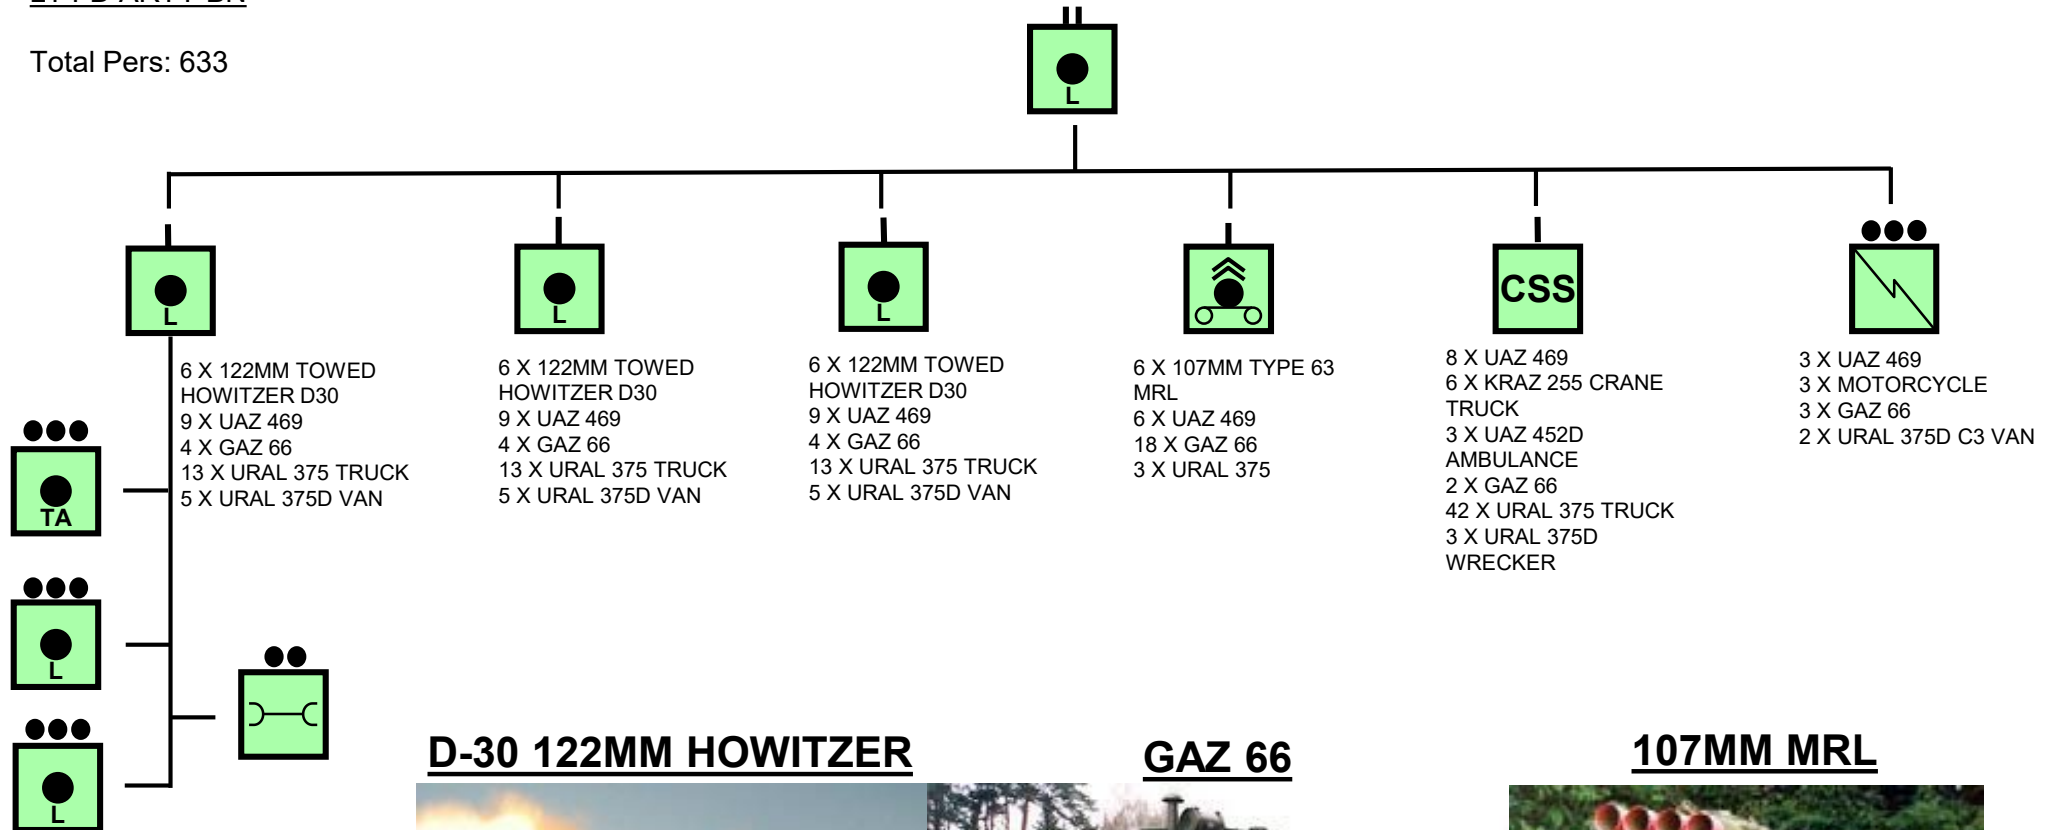 Total Pers: 633
L
L
L
L
CSS
6 X 122MM TOWED
HOWITZER D30
9 X UAZ 469
4 X GAZ 66
13 X URAL 375 TRUCK
5 X URAL 375D VAN
6 X 122MM TOWED
HOWITZER D30
9 X UAZ 469
4 X GAZ 66
13 X URAL 375 TRUCK
5 X URAL 375D VAN
6 X 122MM TOWED
HOWITZER D30
9 X UAZ 469
4 X GAZ 66
13 X URAL 375 TRUCK
5 X URAL 375D VAN
6 X 107MM TYPE 63
MRL
6 X UAZ 469
18 X GAZ 66
3 X URAL 375
8 X UAZ 469
6 X KRAZ 255 CRANE
TRUCK
3 X UAZ 452D
AMBULANCE
2 X GAZ 66
42 X URAL 375 TRUCK
3 X URAL 375D
WRECKER
3 X UAZ 469
3 X MOTORCYCLE
3 X GAZ 66
2 X URAL 375D C3 VAN
TA
L
L
D-30 122MM HOWITZER
GAZ 66
107MM MRL